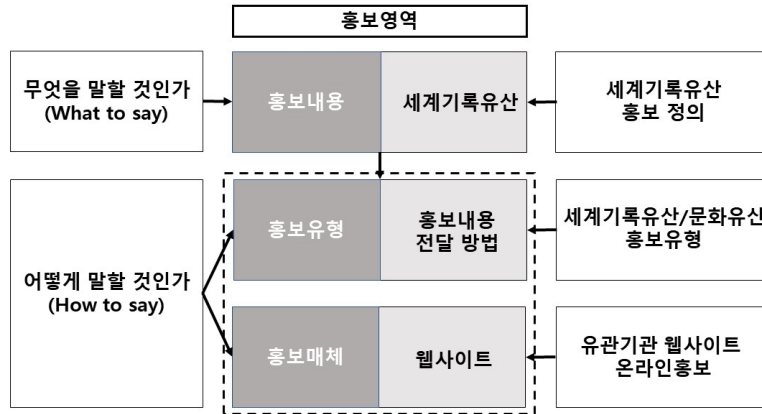 홍보영역
무엇을 말할 것인가
(What to say)
홍보내용
세계기록유산
세계기록유산
홍보 정의
어떻게 말할 것인가
(How to say)
홍보유형
홍보내용
전달 방법
세계기록유산/문화유산
홍보유형
홍보매체
웹사이트
유관기관 웹사이트
온라인홍보